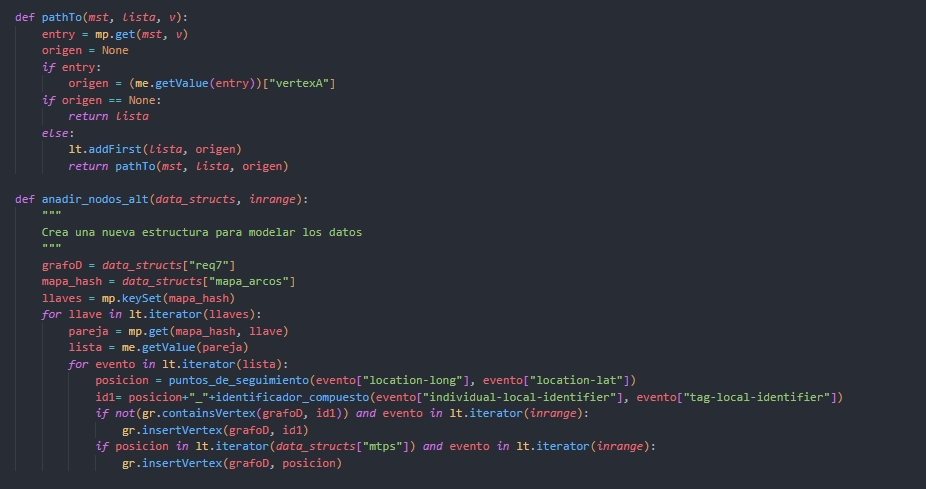 def pathTo(mst, lista, v):
    entry = mp.get(mst, v)
    origen = None
    if entry:
        origen = (me.getValue(entry))["vertexA"]
    if origen == None:
        return lista
    else:
        lt.addFirst(lista, origen)
        return pathTo(mst, lista, origen)

def anadir_nodos_alt(data_structs, inrange):
    """
    Crea una nueva estructura para modelar los datos
    """
    grafoD = data_structs["req7"]
    mapa_hash = data_structs["mapa_arcos"]
    llaves = mp.keySet(mapa_hash)
    for llave in lt.iterator(llaves):
        pareja = mp.get(mapa_hash, llave)
        lista= me.getValue(pareja)
        for evento in lt.iterator(lista):
            posicion = puntos_de_seguimiento(evento["location-long"], evento["location-lat"])
            id1= posicion+"_"+identificador_compuesto(evento["individual-local-identifier"], evento["tag-local-identifier"])
            if not(gr.containsVertex(grafoD, id1)) and evento in lt.iterator(inrange):
                gr.insertVertex(grafoD, id1)
            if posicion in lt.iterator(data_structs["mtps"]) and evento in lt.iterator(inrange):
                gr.insertVertex(grafoD, posicion)